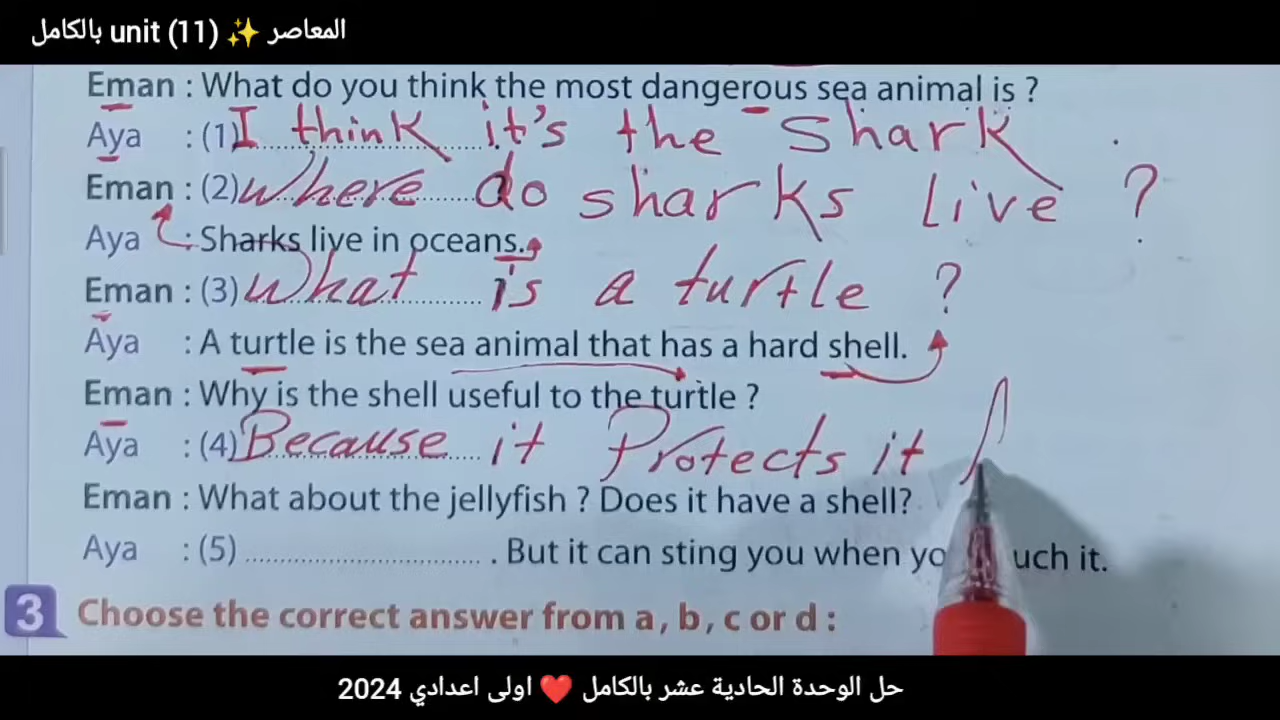 المعاصر ✨ unit (11) بالكامل
Eman : What do you think the most dangerous sea animal is ?
Aya : (1) I think it's the shark .
Eman : (2) Where do sharks live ?
Aya : Sharks live in oceans.
Eman : (3) What is a turtle ?
Aya : A turtle is the sea animal that has a hard shell.
Eman : Why is the shell useful to the turtle ?
Aya : (4) Because it Protects it
Eman : What about the jellyfish ? Does it have a shell?
Aya : (5) .............................. . But it can sting you when yo uch it.
3 Choose the correct answer from a, b, c or d :
حل الوحدة الحادية عشر بالكامل ❤️ اولى اعدادي 2024